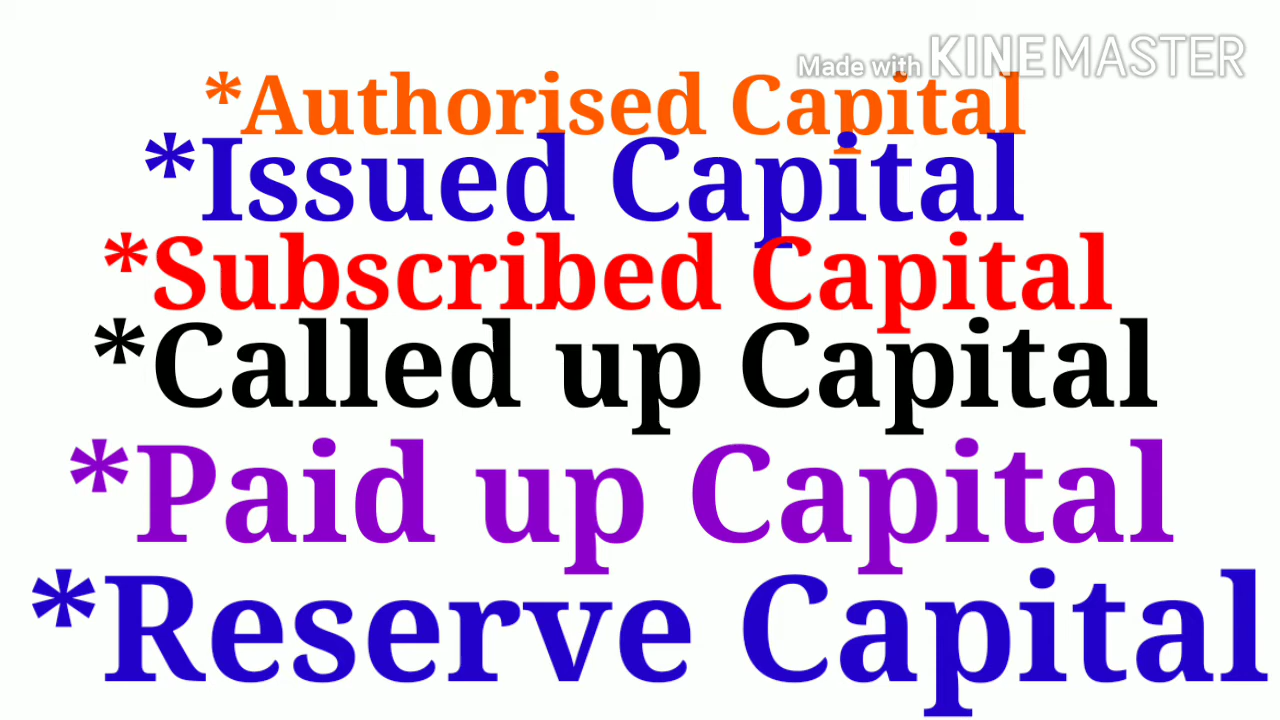 Made with KINEMASTER
*Authorised Capital
*Issued Capital
*Subscribed Capital
*Called up Capital
*Paid up Capital
*Reserve Capital